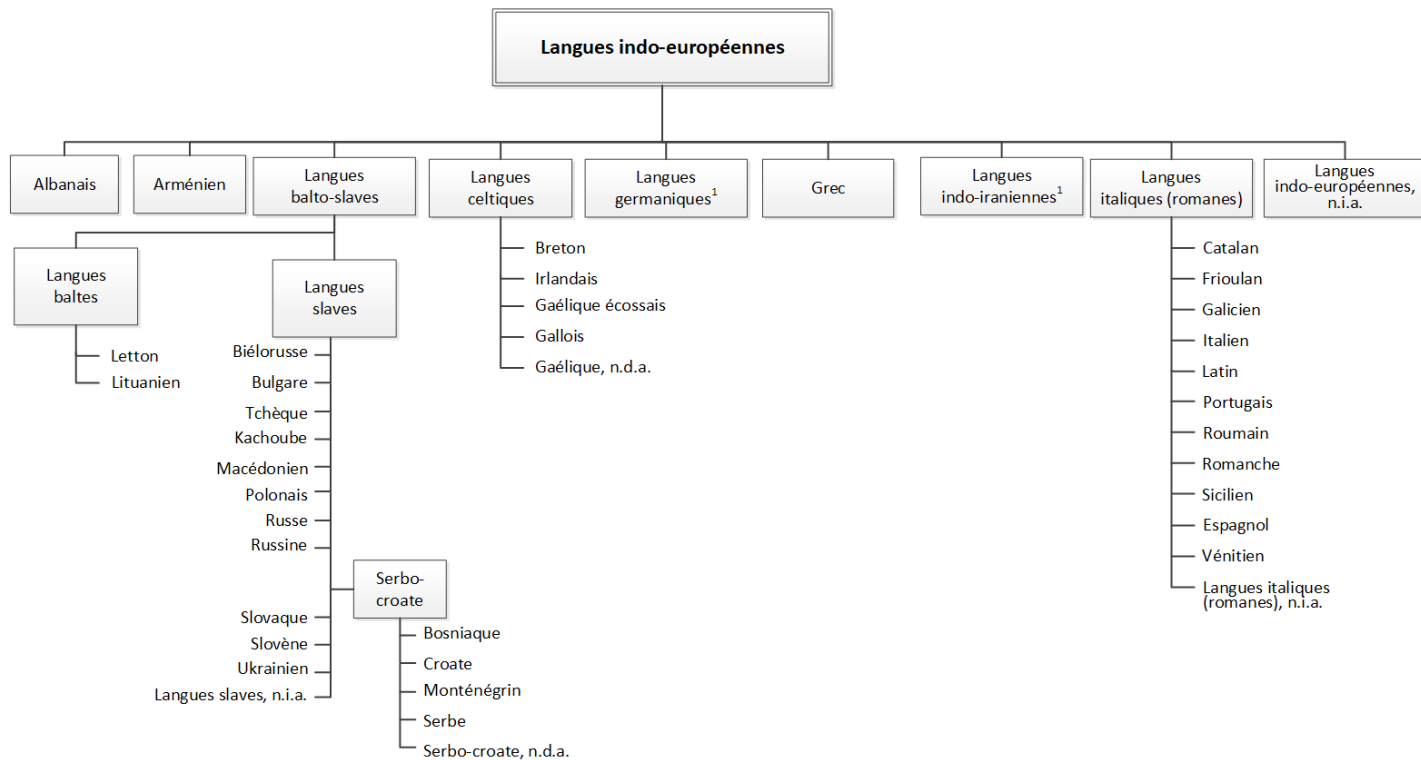 Langues indo-européennes
Albanais
Arménien
Langues
balto-slaves
Langues
celtiques
Langues
germaniques¹
Grec
Langues
indo-iraniennes¹
Langues
italiques (romanes)
Langues
indo-européennes,
n.i.a.
Langues
baltes
Letton
Lituanien
Langues
slaves
Biélorusse
Bulgare
Tchèque
Kachoube
Macédonien
Polonais
Russe
Russine
Serbo-
croate
Bosniaque
Croate
Monténégrin
Serbe
Serbo-croate, n.d.a.
Slovaque
Slovène
Ukrainien
Langues slaves, n.i.a.
Breton
Irlandais
Gaélique écossais
Gallois
Gaélique, n.d.a.
Catalan
Frioulan
Galicien
Italien
Latin
Portugais
Roumain
Romanche
Sicilien
Espagnol
Vénitien
Langues italiques
(romanes), n.i.a.